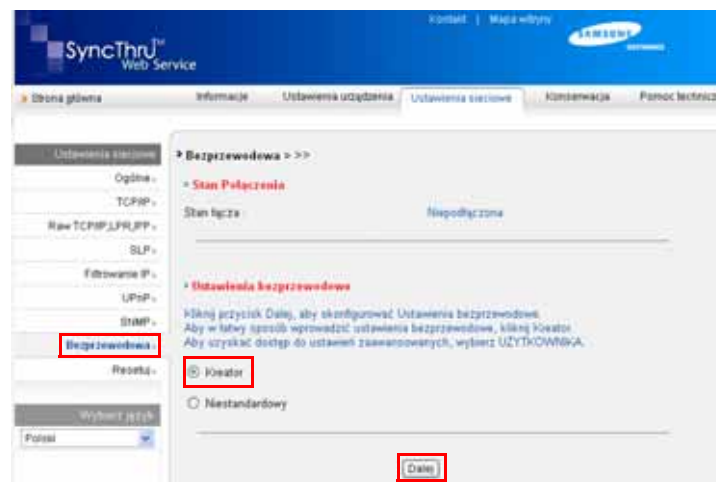 Kontakt | Mapa witryny
SAMSUNG
SyncThru™
Web Service
Strona główna
Informacje
Ustawienia urządzenia
Ustawienia sieciowe
Konserwacja
Pomoc technicz
Ustawienia sieciowe
Ogólne
TCP/IP
Raw TCP/IP,LPR,IPP
SLP
Filtrowanie IP
UPnP
SNMP
Bezprzewodowa
Resetuj
Wybierz język
Polski
Bezprzewodowa > >>
Stan Połączenia
Stan łącza
Niepodłączona
Ustawienia bezprzewodowe
Kliknij przycisk Dalej, aby skonfigurować Ustawienia bezprzewodowe.
Aby w łatwy sposób wprowadzić ustawienia bezprzewodowe, kliknij Kreator.
Aby uzyskać dostęp do ustawień zaawansowanych, wybierz UŻYTKOWNIKA.
Kreator
Niestandardowy
Dalej